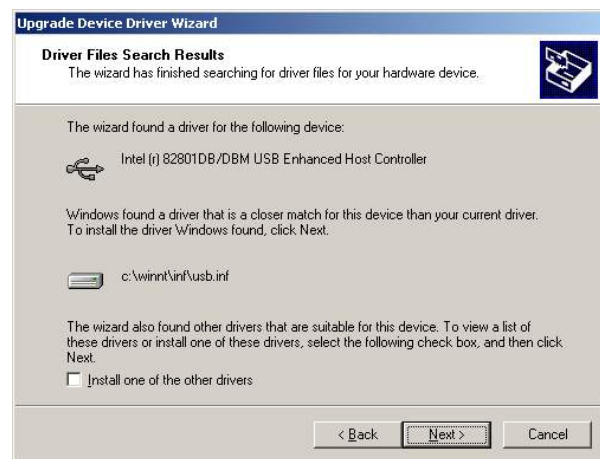 Upgrade Device Driver Wizard
Driver Files Search Results
The wizard has finished searching for driver files for your hardware device.
The wizard found a driver for the following device:
Intel (r) 82801DB/DBM USB Enhanced Host Controller
Windows found a driver that is a closer match for this device than your current driver.
To install the driver Windows found, click Next.
c:\winnt\inf\usb.inf
The wizard also found other drivers that are suitable for this device. To view a list of
these drivers or install one of these drivers, select the following check box, and then click
Next.
Install one of the other drivers
< Back Next > Cancel